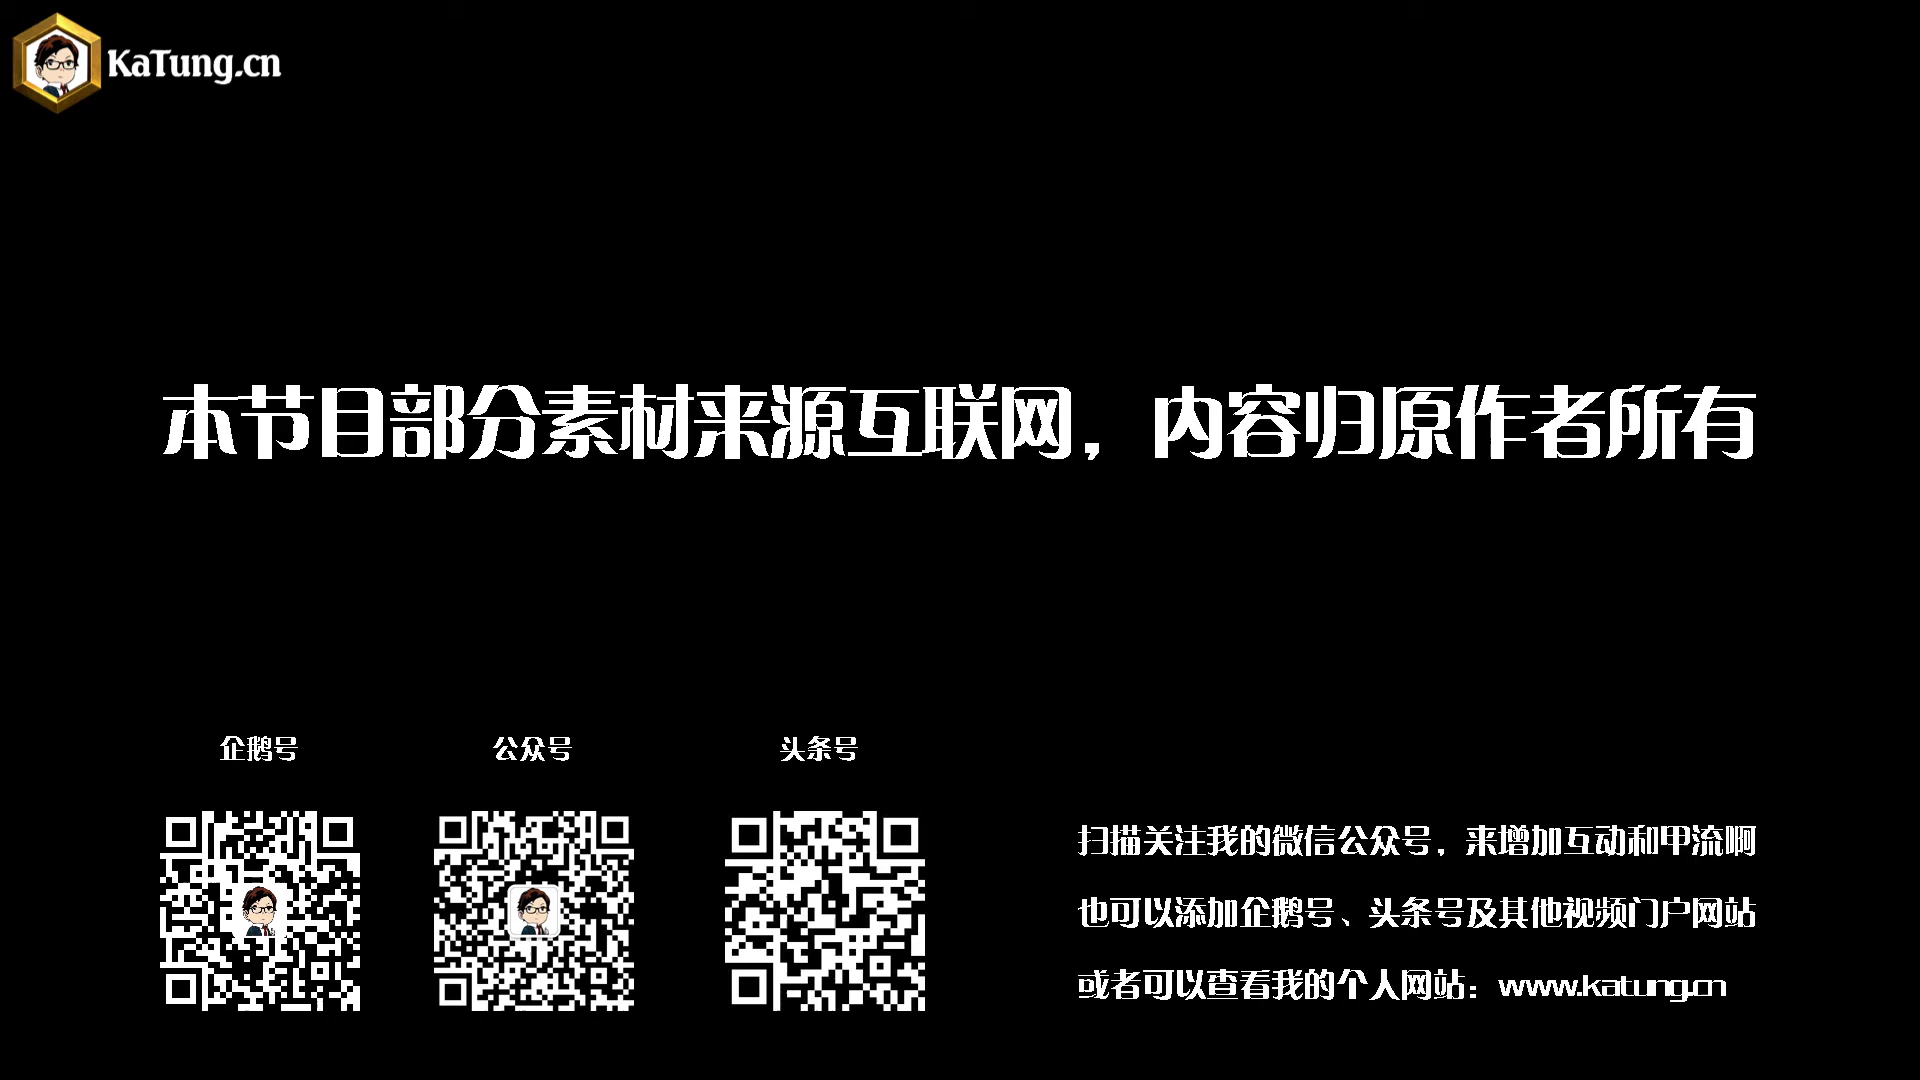 KaTung.cn
本节目部分素材来源互联网，内容归原作者所有
企鹅号
公众号
头条号
扫描关注我的微信公众号，来增加互动和甲流啊
也可以添加企鹅号、头条号及其他视频门户网站
或者可以查看我的个人网站：www.katung.cn